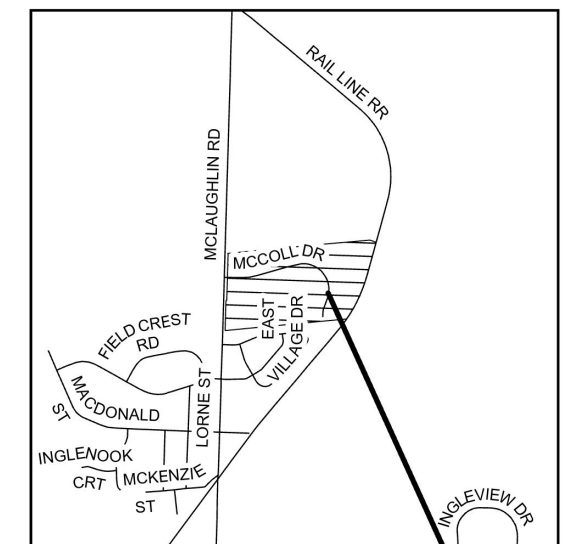 RAIL LINE RR
MCLAUGHLIN RD
MCCOLL DR
EAST
VILLAGE DR
FIELD CREST
RD
LORNE ST
MACDONALD
ST
INGLENOOK
CRT
MCKENZIE
ST
INGLEVIEW DR